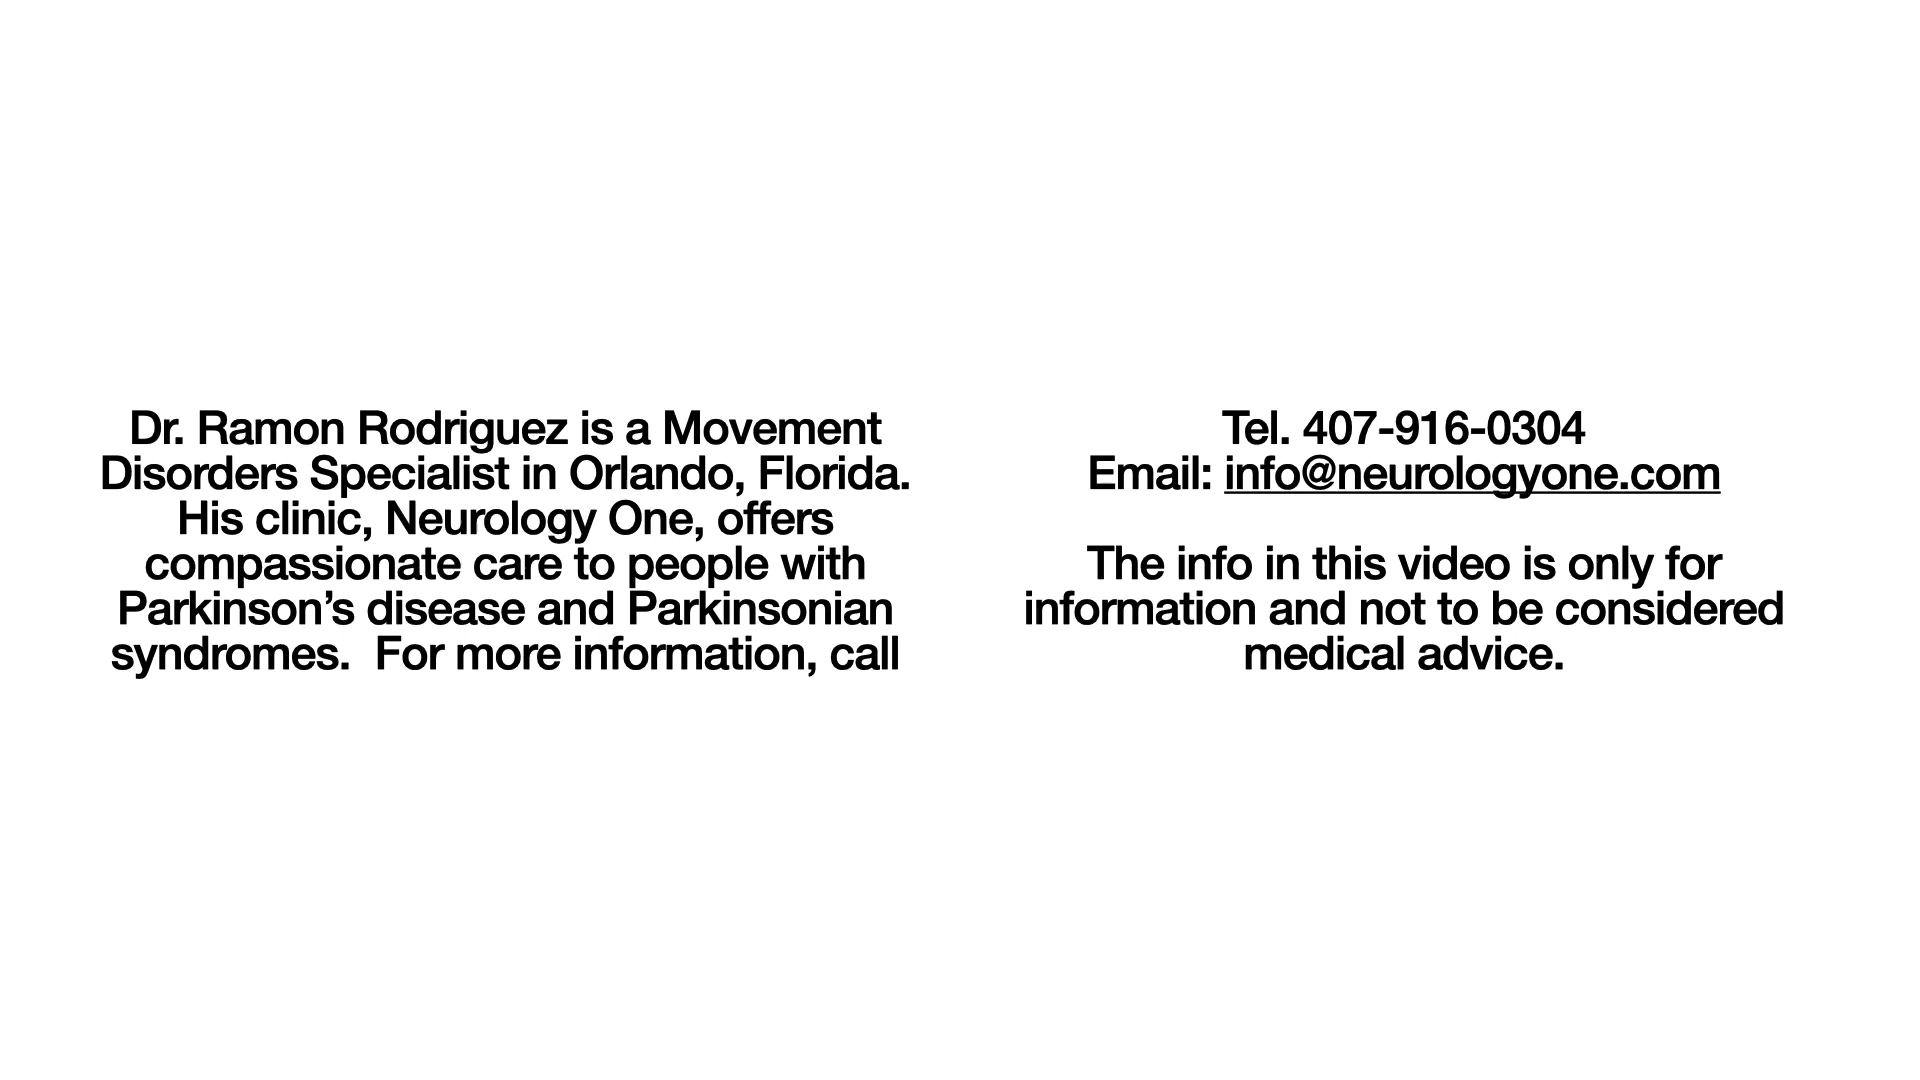 Dr. Ramon Rodriguez is a Movement
Disorders Specialist in Orlando, Florida.
His clinic, Neurology One, offers
compassionate care to people with
Parkinson’s disease and Parkinsonian
syndromes.  For more information, call
Tel. 407-916-0304
Email: info@neurologyone.com
The info in this video is only for
information and not to be considered
medical advice.